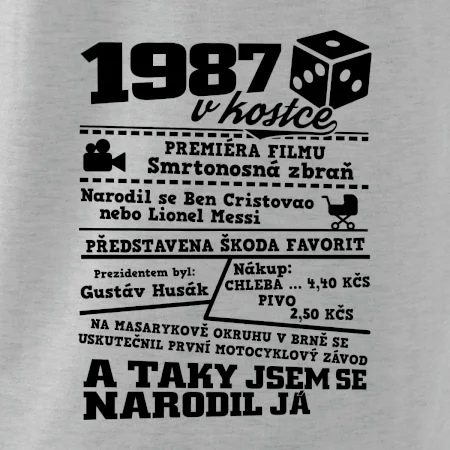 1987
v kostce
PREMIÉRA FILMU
Smrtonosná zbraň
Narodil se Ben Cristovao
nebo Lionel Messi
PŘEDSTAVENA ŠKODA FAVORIT
Prezidentem byl:
Gustáv Husák
Nákup:
CHLEBA ... 4,40 KČS
PIVO
2,50 KČS
NA MASARYKOVĚ OKRUHU V BRNĚ SE
USKUTEČNIL PRVNÍ MOTOCYKLOVÝ ZÁVOD
A TAKY JSEM SE
NARODIL JÁ